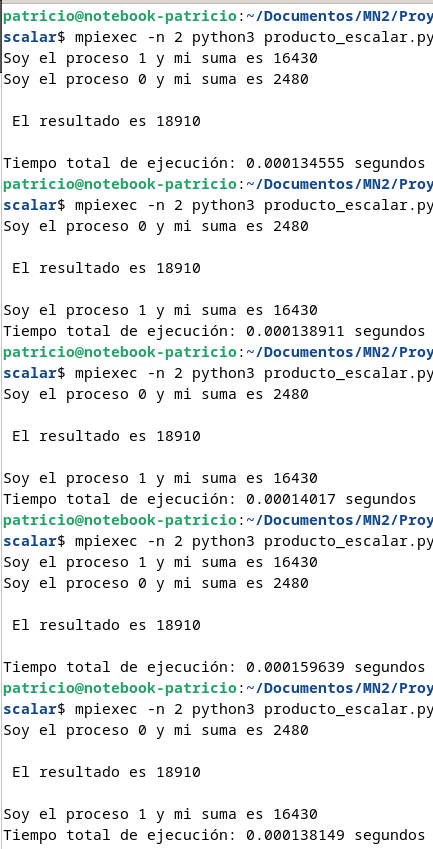 patricio@notebook-patricio:~/Documentos/MN2/Proy
scalar$ mpiexec -n 2 python3 producto_escalar.py
Soy el proceso 1 y mi suma es 16430
Soy el proceso 0 y mi suma es 2480
El resultado es 18910
Tiempo total de ejecución: 0.000134555 segundos
patricio@notebook-patricio:~/Documentos/MN2/Proy
scalar$ mpiexec -n 2 python3 producto_escalar.py
Soy el proceso 0 y mi suma es 2480
El resultado es 18910
Soy el proceso 1 y mi suma es 16430
Tiempo total de ejecución: 0.000138911 segundos
patricio@notebook-patricio:~/Documentos/MN2/Proy
scalar$ mpiexec -n 2 python3 producto_escalar.py
Soy el proceso 0 y mi suma es 2480
El resultado es 18910
Soy el proceso 1 y mi suma es 16430
Tiempo total de ejecución: 0.00014017 segundos
patricio@notebook-patricio:~/Documentos/MN2/Proy
scalar$ mpiexec -n 2 python3 producto_escalar.py
Soy el proceso 1 y mi suma es 16430
Soy el proceso 0 y mi suma es 2480
El resultado es 18910
Tiempo total de ejecución: 0.000159639 segundos
patricio@notebook-patricio:~/Documentos/MN2/Proy
scalar$ mpiexec -n 2 python3 producto_escalar.py
Soy el proceso 0 y mi suma es 2480
El resultado es 18910
Soy el proceso 1 y mi suma es 16430
Tiempo total de ejecución: 0.000138149 segundos